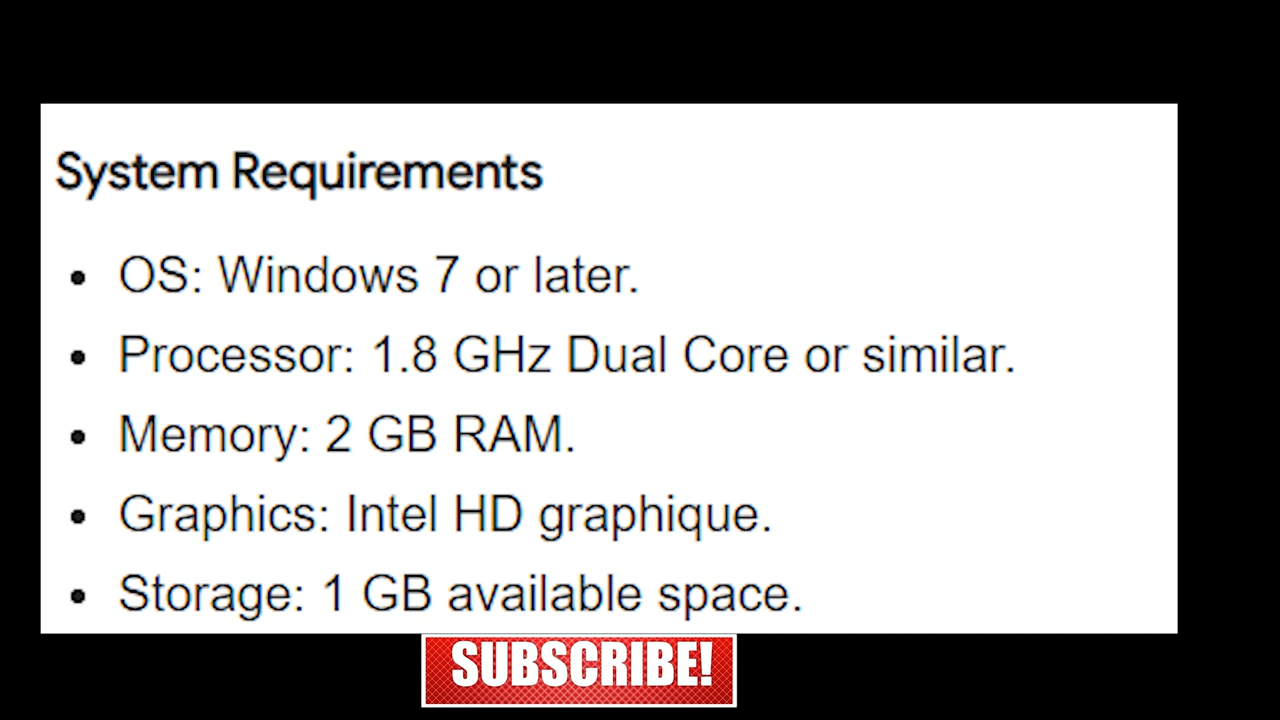 System Requirements
• OS: Windows 7 or later.
• Processor: 1.8 GHz Dual Core or similar.
• Memory: 2 GB RAM.
• Graphics: Intel HD graphique.
• Storage: 1 GB available space.
SUBSCRIBE!